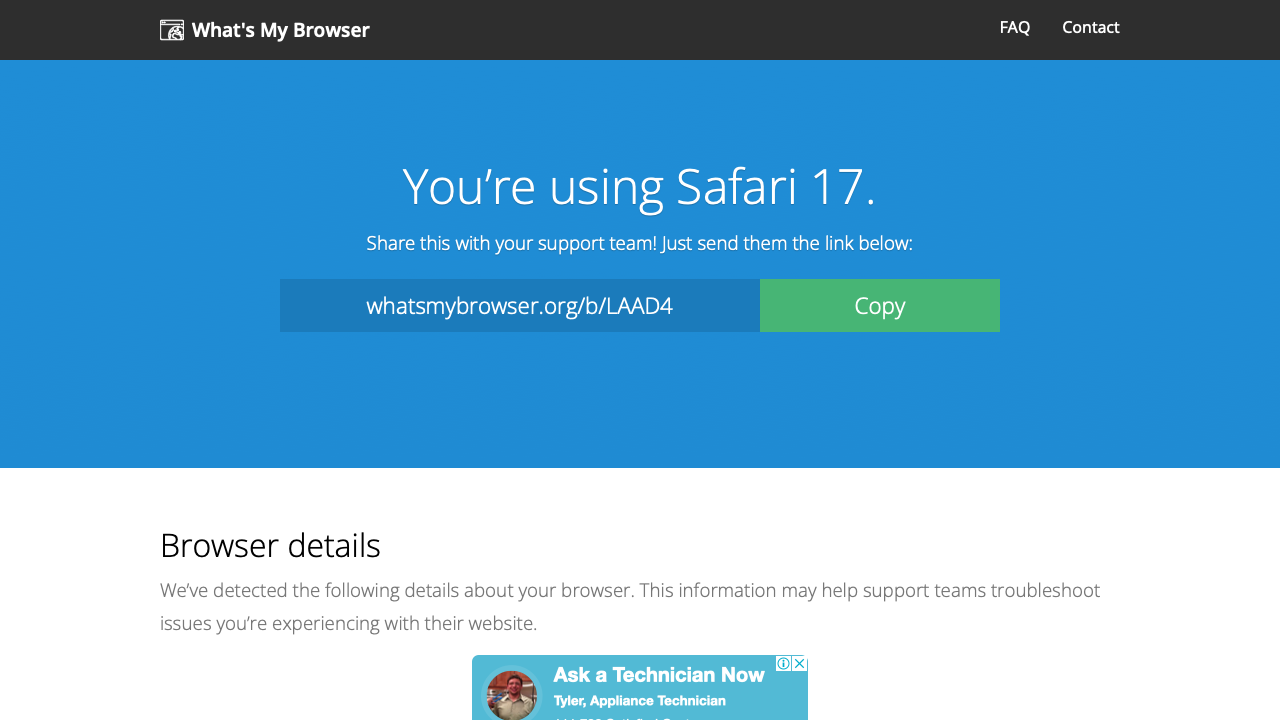 What's My Browser
FAQ
Contact
You’re using Safari 17.
Share this with your support team! Just send them the link below:
whatsmybrowser.org/b/LAAD4
Copy
Browser details
We’ve detected the following details about your browser. This information may help support teams troubleshoot
issues you’re experiencing with their website.
Ask a Technician Now
Tyler, Appliance Technician